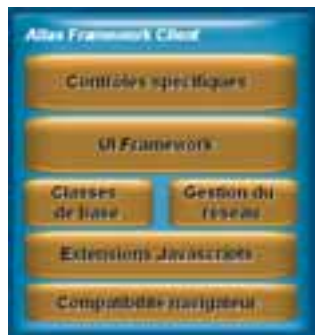 Atlas Framework Client
Contrôles spécifiques
UI Framework
Classes
de base
Gestion du
réseau
Extensions Javascripts
Compatibilité navigateur